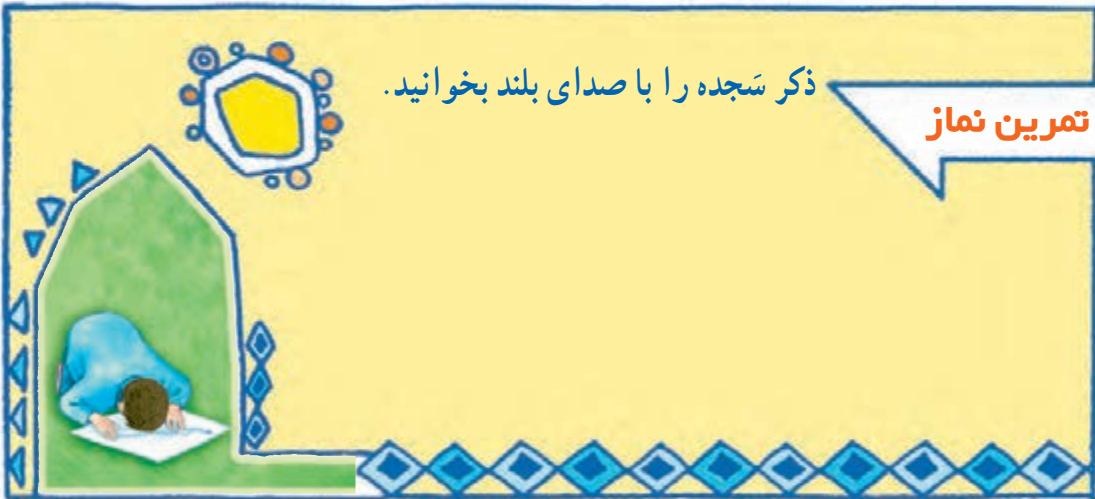 تمرین نماز
ذکر سَجده را با صدای بلند بخوانید.